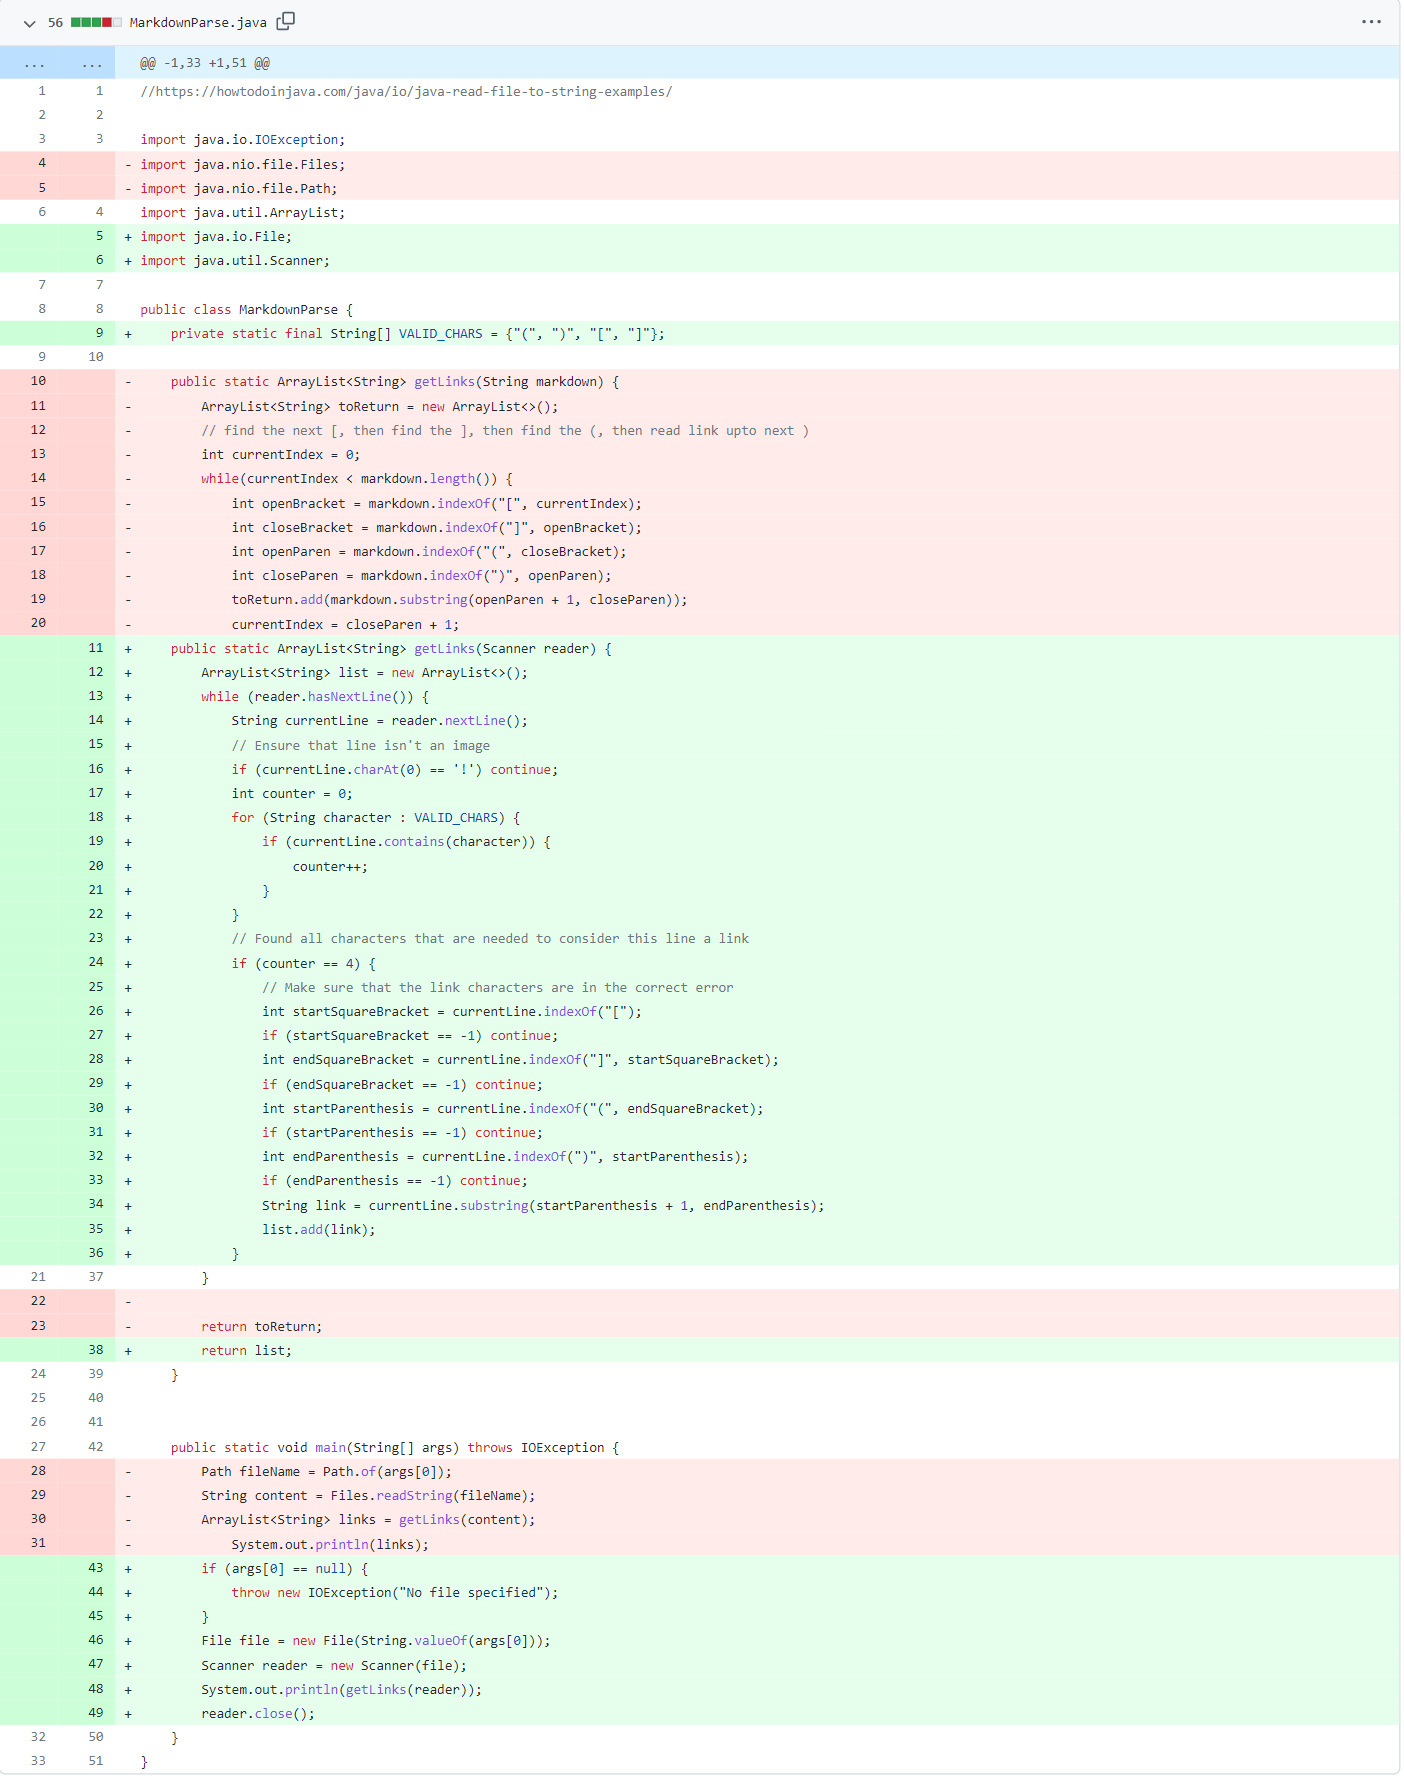 56 MarkdownParse.java ...
... ... @@ -1,33 +1,51 @@
1 1 //https://howtodoinjava.com/java/io/java-read-file-to-string-examples/
2 2
3 3 import java.io.IOException;
4 - import java.nio.file.Files;
5 - import java.nio.file.Path;
6 4 import java.util.ArrayList;
5 + import java.io.File;
6 + import java.util.Scanner;
7 7
8 8 public class MarkdownParse {
9 + private static final String[] VALID_CHARS = {"(", ")", "[", "]"};
9 10
10 - public static ArrayList<String> getLinks(String markdown) {
11 - ArrayList<String> toReturn = new ArrayList<>();
12 - // find the next [, then find the ], then find the (, then read link upto next )
13 - int currentIndex = 0;
14 - while(currentIndex < markdown.length()) {
15 - int openBracket = markdown.indexOf("[", currentIndex);
16 - int closeBracket = markdown.indexOf("]", openBracket);
17 - int openParen = markdown.indexOf("(", closeBracket);
18 - int closeParen = markdown.indexOf(")", openParen);
19 - toReturn.add(markdown.substring(openParen + 1, closeParen));
20 - currentIndex = closeParen + 1;
11 + public static ArrayList<String> getLinks(Scanner reader) {
12 + ArrayList<String> list = new ArrayList<>();
13 + while (reader.hasNextLine()) {
14 + String currentLine = reader.nextLine();
15 + // Ensure that line isn't an image
16 + if (currentLine.charAt(0) == '!') continue;
17 + int counter = 0;
18 + for (String character : VALID_CHARS) {
19 + if (currentLine.contains(character)) {
20 + counter++;
21 + }
22 + }
23 + // Found all characters that are needed to consider this line a link
24 + if (counter == 4) {
25 + // Make sure that the link characters are in the correct error
26 + int startSquareBracket = currentLine.indexOf("[");
27 + if (startSquareBracket == -1) continue;
28 + int endSquareBracket = currentLine.indexOf("]", startSquareBracket);
29 + if (endSquareBracket == -1) continue;
30 + int startParenthesis = currentLine.indexOf("(", endSquareBracket);
31 + if (startParenthesis == -1) continue;
32 + int endParenthesis = currentLine.indexOf(")", startParenthesis);
33 + if (endParenthesis == -1) continue;
34 + String link = currentLine.substring(startParenthesis + 1, endParenthesis);
35 + list.add(link);
36 + }
21 37 }
22 -
23 - return toReturn;
38 + return list;
24 39 }
25 40
26 41
27 42 public static void main(String[] args) throws IOException {
28 - Path fileName = Path.of(args[0]);
29 - String content = Files.readString(fileName);
30 - ArrayList<String> links = getLinks(content);
31 - System.out.println(links);
43 + if (args[0] == null) {
44 + throw new IOException("No file specified");
45 + }
46 + File file = new File(String.valueOf(args[0]));
47 + Scanner reader = new Scanner(file);
48 + System.out.println(getLinks(reader));
49 + reader.close();
32 50 }
33 51 }